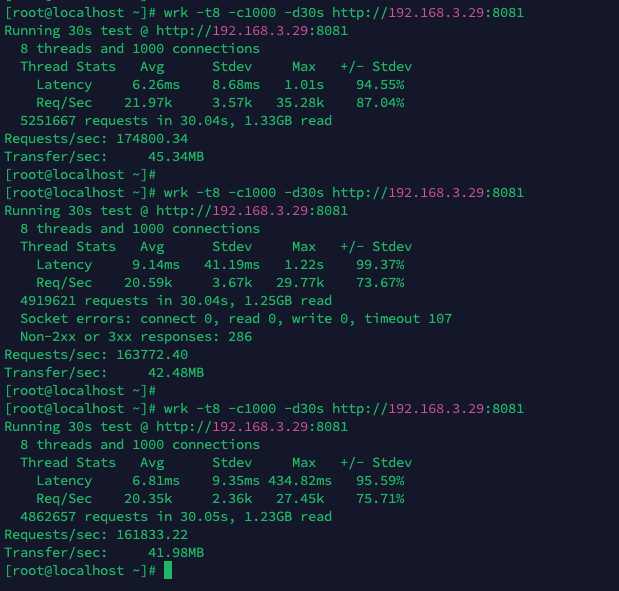 [root@localhost ~]# wrk -t8 -c1000 -d30s http://192.168.3.29:8081
Running 30s test @ http://192.168.3.29:8081
  8 threads and 1000 connections
  Thread Stats   Avg      Stdev     Max   +/- Stdev
    Latency     6.26ms    8.68ms   1.01s    94.55%
    Req/Sec    21.97k     3.57k   35.28k    87.04%
  5251667 requests in 30.04s, 1.33GB read
Requests/sec: 174800.34
Transfer/sec:     45.34MB
[root@localhost ~]#
[root@localhost ~]# wrk -t8 -c1000 -d30s http://192.168.3.29:8081
Running 30s test @ http://192.168.3.29:8081
  8 threads and 1000 connections
  Thread Stats   Avg      Stdev     Max   +/- Stdev
    Latency     9.14ms   41.19ms   1.22s    99.37%
    Req/Sec    20.59k     3.67k   29.77k    73.67%
  4919621 requests in 30.04s, 1.25GB read
  Socket errors: connect 0, read 0, write 0, timeout 107
  Non-2xx or 3xx responses: 286
Requests/sec: 163772.40
Transfer/sec:     42.48MB
[root@localhost ~]#
[root@localhost ~]# wrk -t8 -c1000 -d30s http://192.168.3.29:8081
Running 30s test @ http://192.168.3.29:8081
  8 threads and 1000 connections
  Thread Stats   Avg      Stdev     Max   +/- Stdev
    Latency     6.81ms    9.35ms 434.82ms   95.59%
    Req/Sec    20.35k     2.36k   27.45k    75.71%
  4862657 requests in 30.05s, 1.23GB read
Requests/sec: 161833.22
Transfer/sec:     41.98MB
[root@localhost ~]#